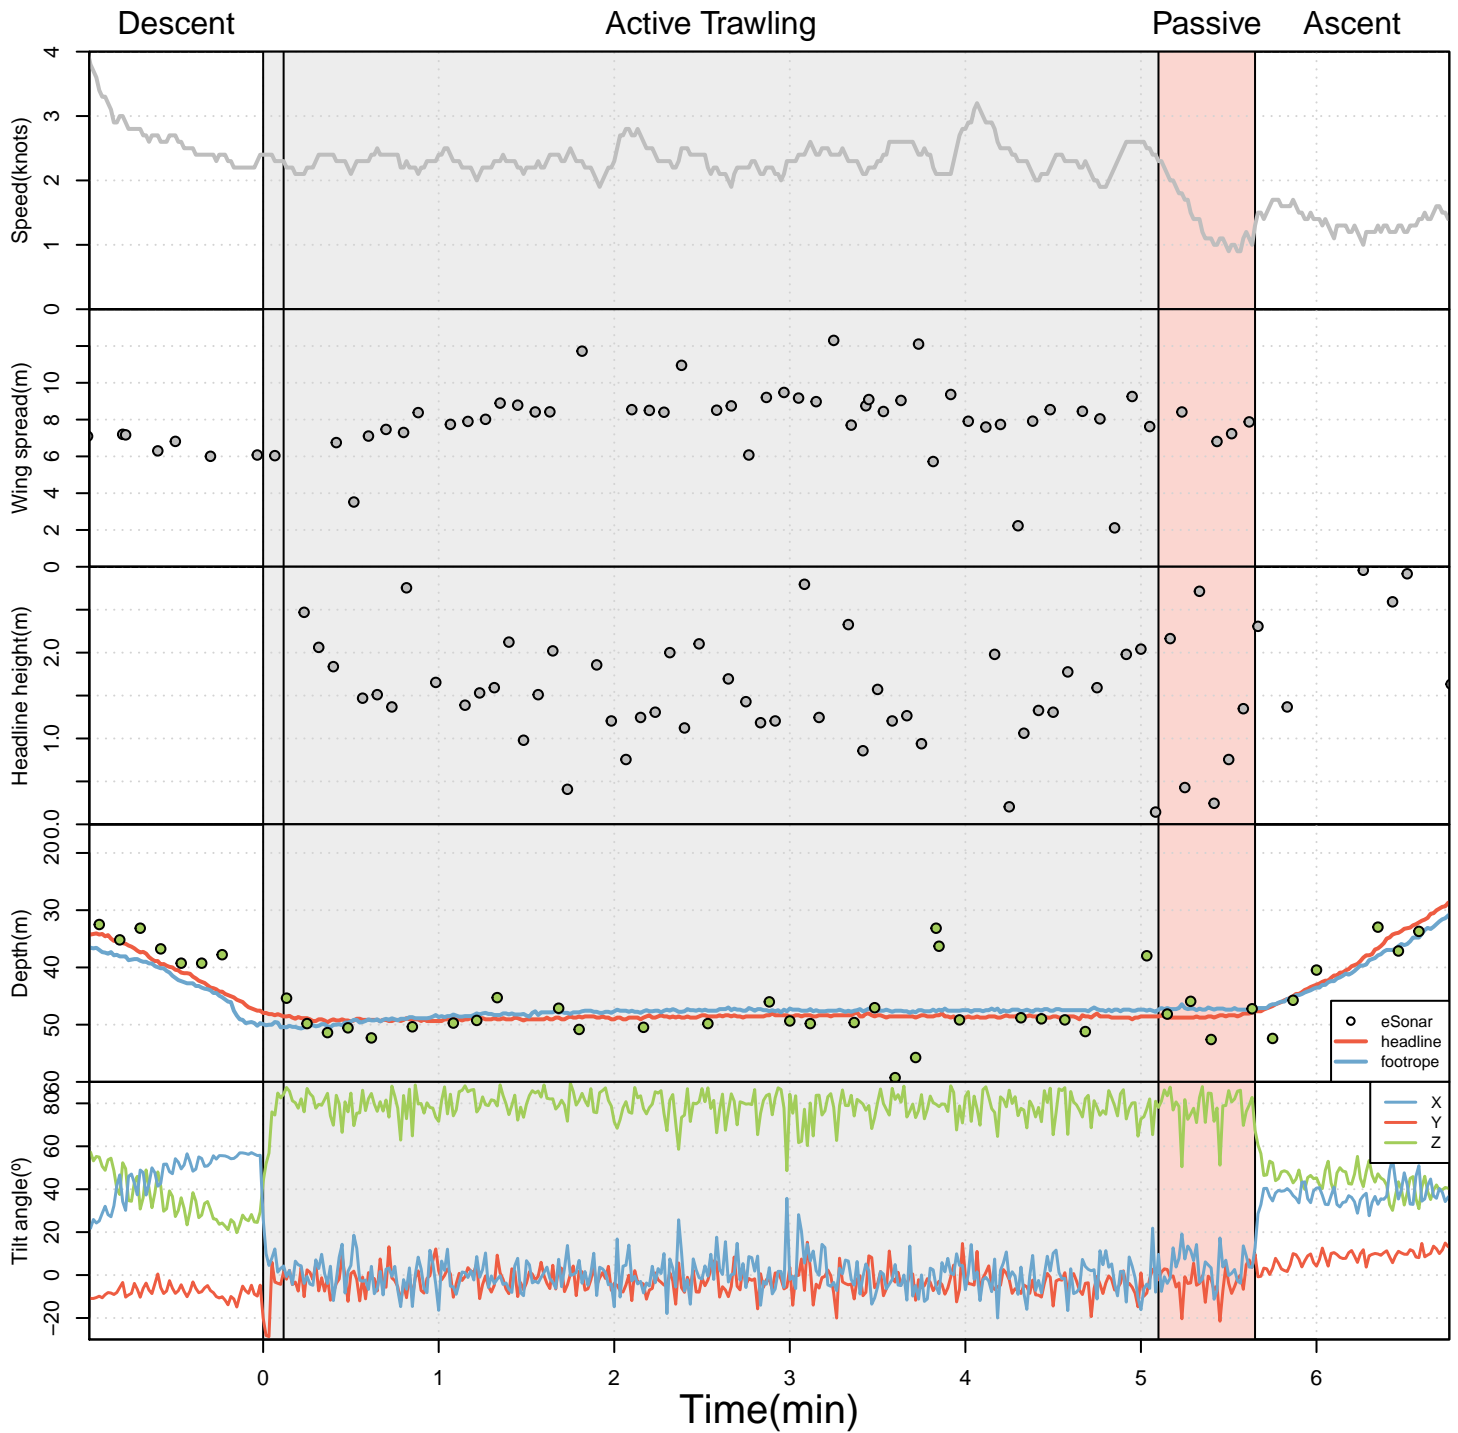 Descent Active Trawling Passive Ascent
Speed(knots)
4
3
2
1
0
Wing spread(m)
10
8
6
4
2
0
Headline height(m)
2.0
1.0
0.0
Depth(m)
20
30
40
50
60
eSonar
headline
footrope
Tilt angle(º)
80
60
40
20
0
−20
X
Y
Z
0 1 2 3 4 5 6
Time(min)